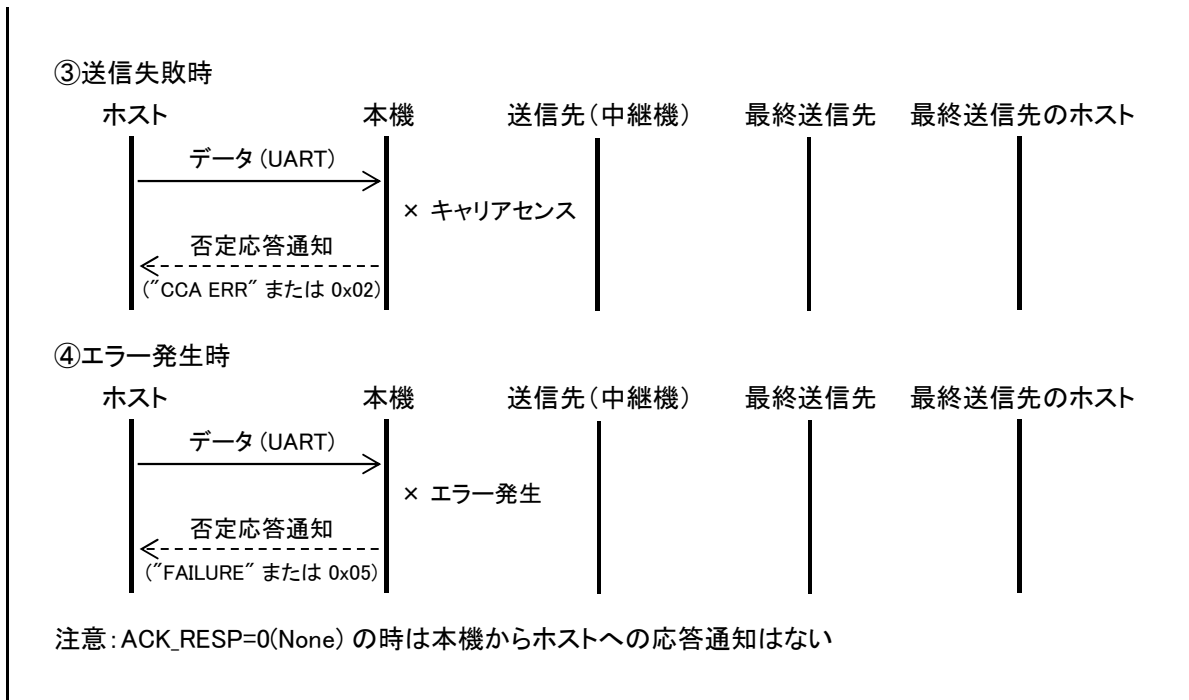 ③送信失敗時
ホスト 本機 送信先(中継機) 最終送信先 最終送信先のホスト
データ(UART)
× キャリアセンス
否定応答通知
("CCA ERR" または 0x02)
④エラー発生時
ホスト 本機 送信先(中継機) 最終送信先 最終送信先のホスト
データ(UART)
× エラー発生
否定応答通知
("FAILURE" または 0x05)
注意:ACK_RESP=0(None) の時は本機からホストへの応答通知はない